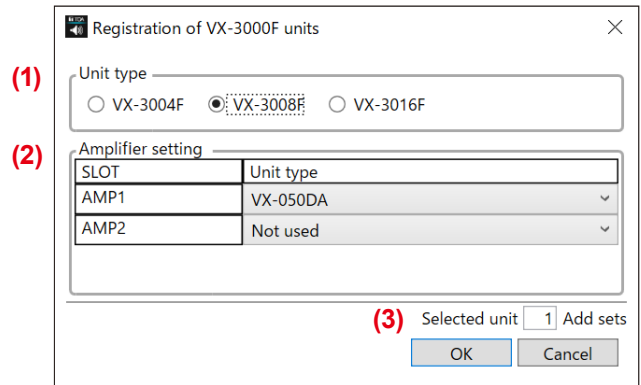 Registration of VX-3000F units
(1)
Unit type
VX-3004F VX-3008F VX-3016F
(2)
Amplifier setting
SLOT Unit type
AMP1 VX-050DA
AMP2 Not used
(3) Selected unit 1 Add sets
OK Cancel